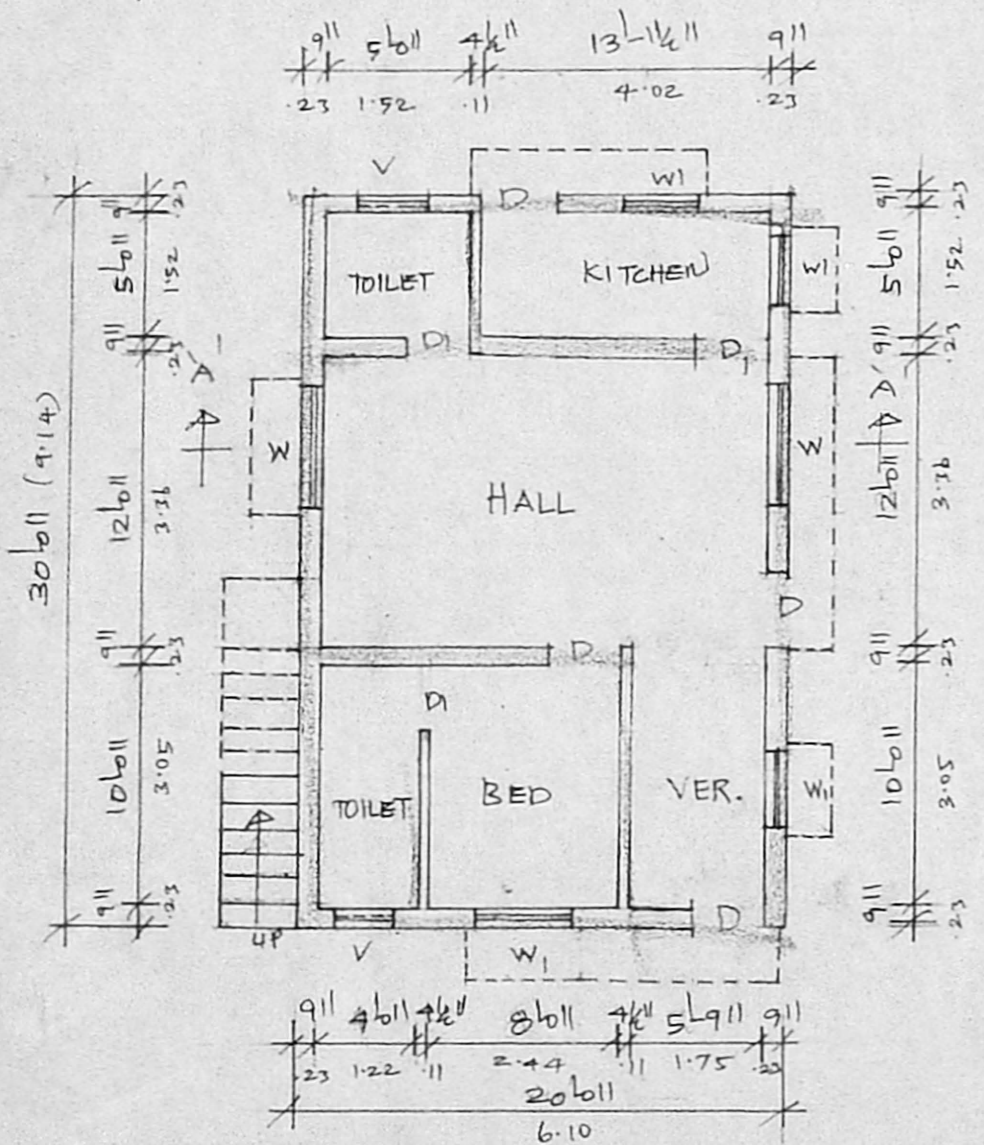 9" 5'0" 4½" 13'-1½" 9"
.23 1.52 .11 4.02 .23
V
D W1
TOILET KITCHEN W1
D1 D1
9" .23
5'0" 1.52
9" .23
12'0" 3.36
9" .23
10'0" 3.05
9" .23
30'0" (9.14)
A
W HALL W
D
D
D1
TOILET BED VER. W1
D
UP V W1
9" .23
5'0" 1.52
9" .23
A'
12'0" 3.36
9" .23
10'0" 3.05
9" .23
9" 4'0" 4½" 8'0" 4½" 5'-9" 9"
.23 1.22 .11 2.44 .11 1.75 .23
20'0"
6.10